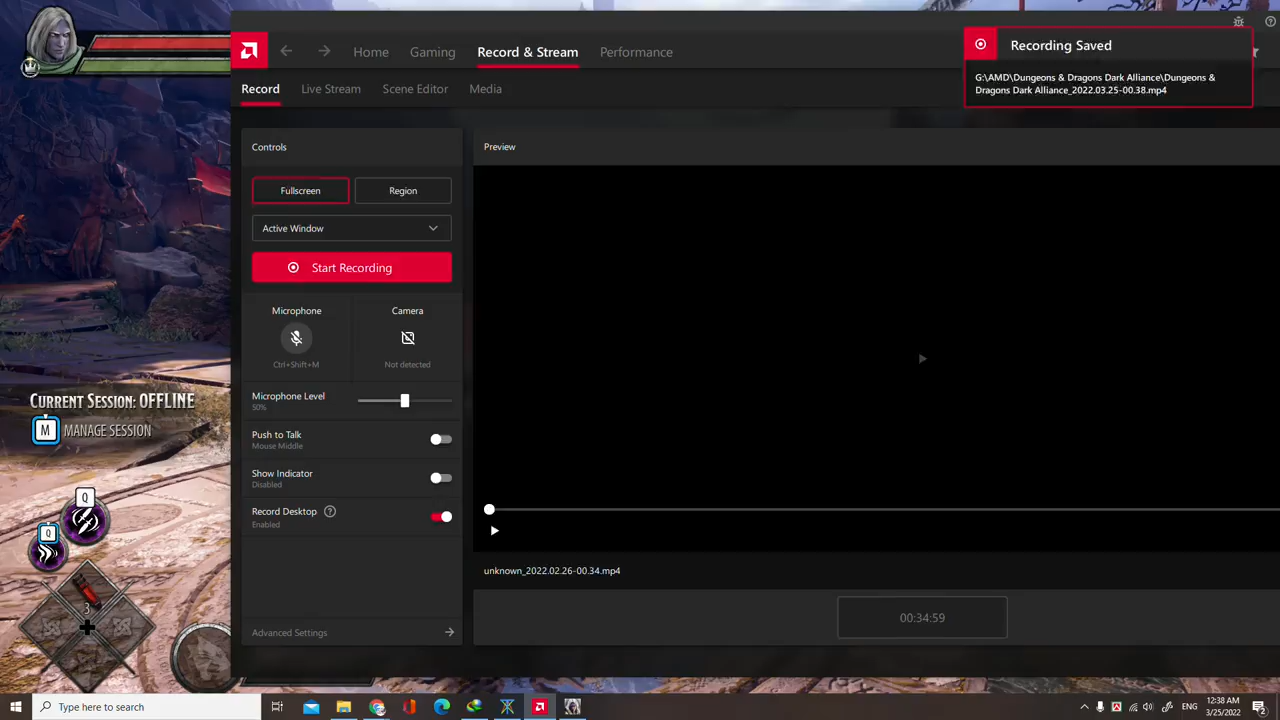 Home
Gaming
Record & Stream
Performance
Recording Saved
G:\AMD\Dungeons & Dragons Dark Alliance\Dungeons &
Dragons Dark Alliance_2022.03.25-00.38.mp4
Record
Live Stream
Scene Editor
Media
Controls
Preview
Fullscreen
Region
Active Window
Start Recording
Microphone
Camera
Ctrl+Shift+M
Not detected
Microphone Level
50%
Push to Talk
Mouse Middle
Show Indicator
Disabled
Record Desktop
Enabled
Advanced Settings
unknown_2022.02.26-00.34.mp4
00:34:59
CURRENT SESSION: OFFLINE
M MANAGE SESSION
Q
Q
3
Type here to search
ENG
12:38 AM
3/25/2022
2